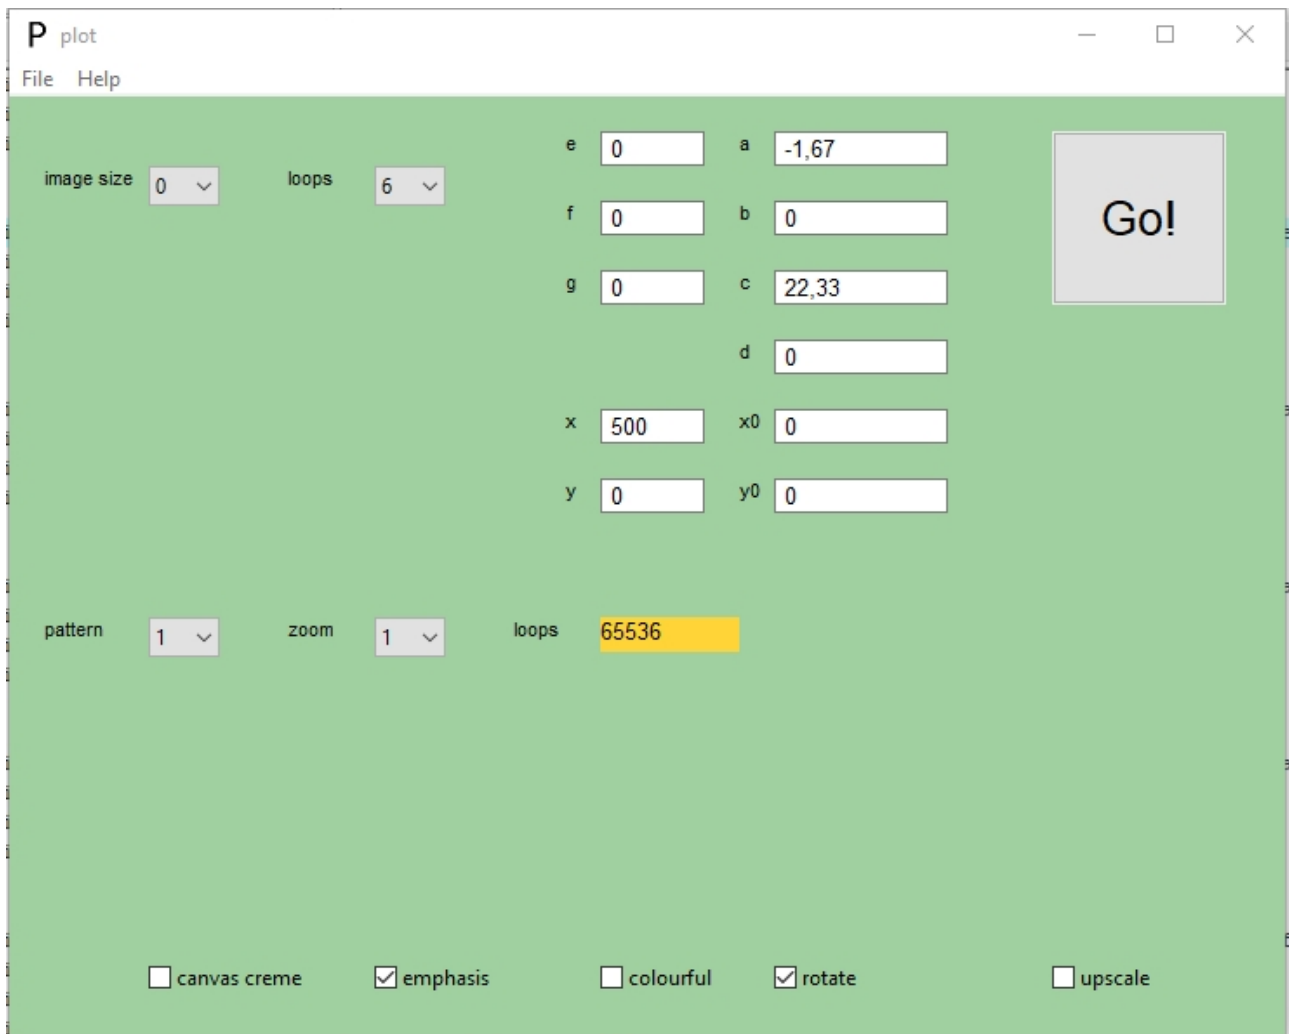 P plot
File Help
e 0 a -1,67
image size 0 loops 6
Go!
f 0 b 0
g 0 c 22,33
d 0
x 500 x0 0
y 0 y0 0
pattern 1 zoom 1 loops 65536
canvas creme emphasis colourful rotate upscale